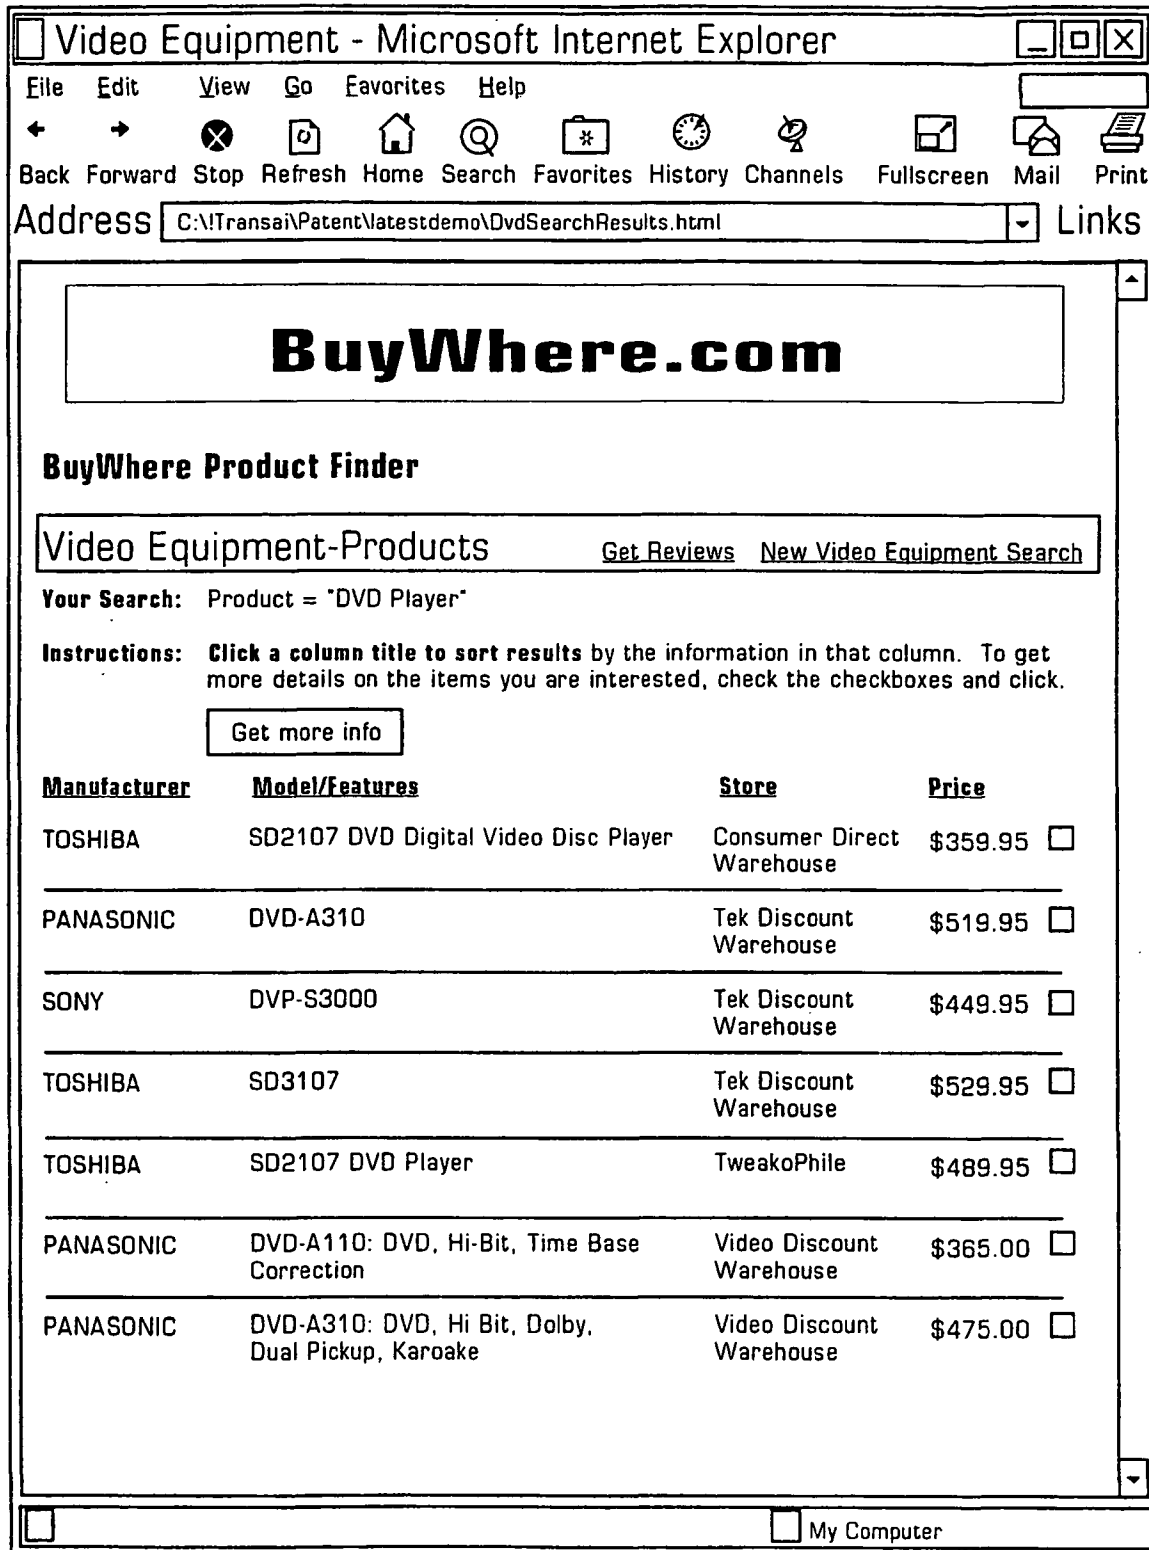 Video Equipment - Microsoft Internet Explorer
File Edit View Go Favorites Help
Back Forward Stop Refresh Home Search Favorites History Channels Fullscreen Mail Print
Address C:\!Transai\Patent\latestdemo\DvdSearchResults.html Links
BuyWhere.com
BuyWhere Product Finder
Video Equipment-Products Get Reviews New Video Equipment Search
Your Search: Product = "DVD Player"
Instructions: Click a column title to sort results by the information in that column. To get
more details on the items you are interested, check the checkboxes and click.
Get more info
Manufacturer Model/Features Store Price
TOSHIBA SD2107 DVD Digital Video Disc Player Consumer Direct $359.95
Warehouse
PANASONIC DVD-A310 Tek Discount $519.95
Warehouse
SONY DVP-S3000 Tek Discount $449.95
Warehouse
TOSHIBA SD3107 Tek Discount $529.95
Warehouse
TOSHIBA SD2107 DVD Player TweakoPhile $489.95
PANASONIC DVD-A110: DVD, Hi-Bit, Time Base Video Discount $365.00
Correction Warehouse
PANASONIC DVD-A310: DVD, Hi Bit, Dolby, Video Discount $475.00
Dual Pickup, Karoake Warehouse
My Computer